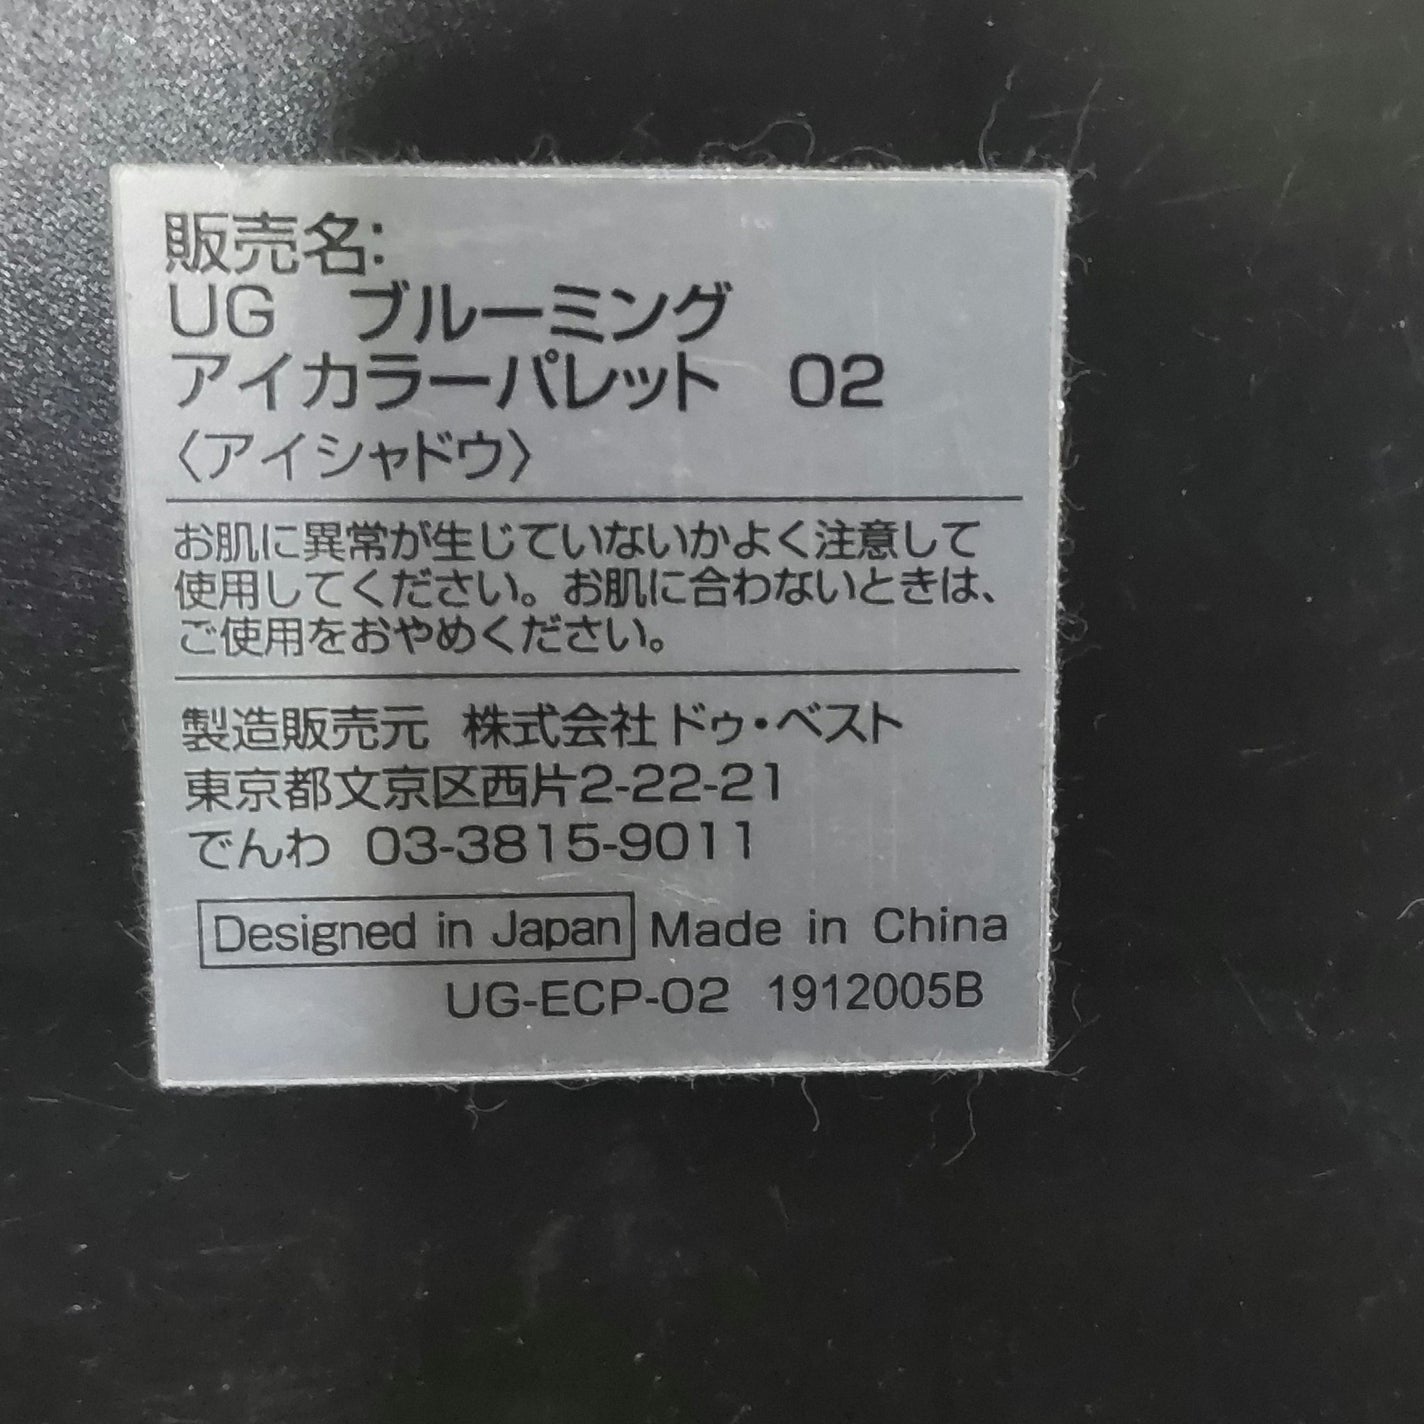 販売名:
UG ブルーミング
アイカラーパレット 02
〈アイシャドウ〉
お肌に異常が生じていないかよく注意して
使用してください。お肌に合わないときは、
ご使用をおやめください。
製造販売元 株式会社ドゥ・ベスト
東京都文京区西片2-22-21
でんわ 03-3815-9011
Designed in Japan Made in China
UG-ECP-02 1912005B